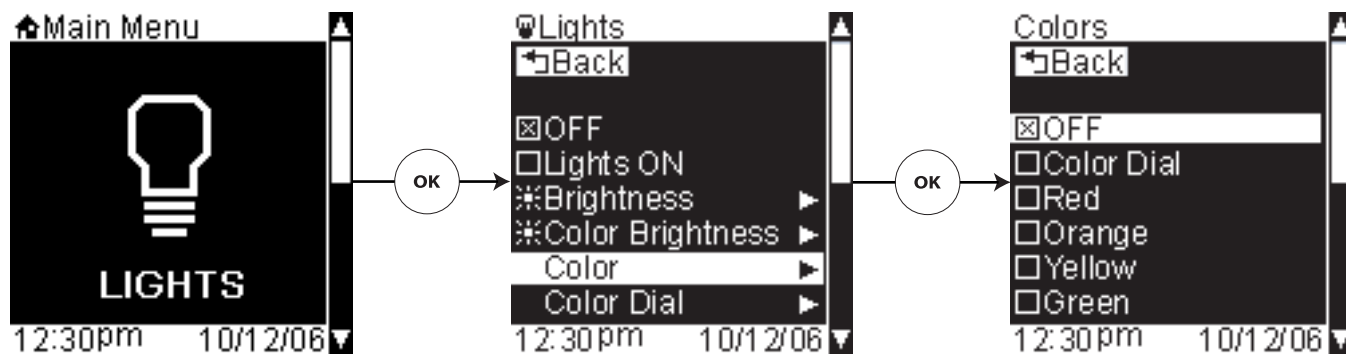 Main Menu
LIGHTS
12:30pm 10/12/06
OK
Lights
Back
OFF
Lights ON
Brightness
Color Brightness
Color
Color Dial
12:30pm 10/12/06
OK
Colors
Back
OFF
Color Dial
Red
Orange
Yellow
Green
12:30pm 10/12/06